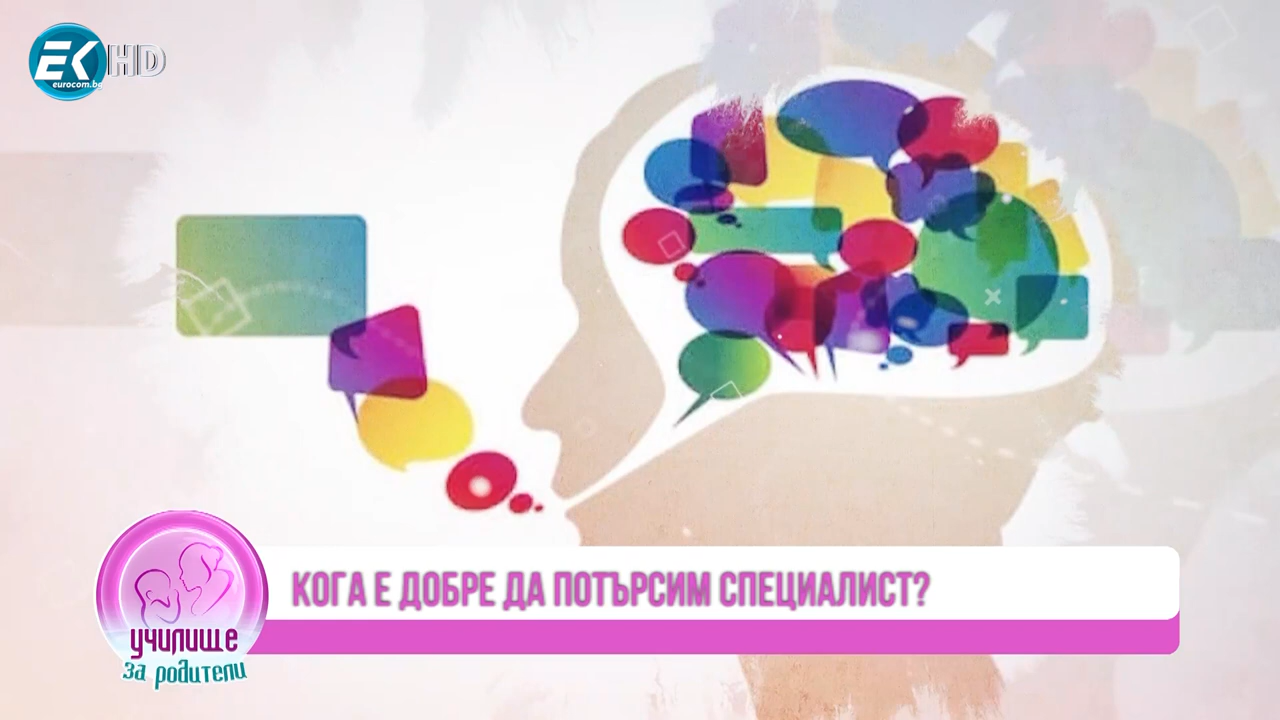 EK HD
eurocom.bg
КОГА Е ДОБРЕ ДА ПОТЪРСИМ СПЕЦИАЛИСТ?
училище
за родители